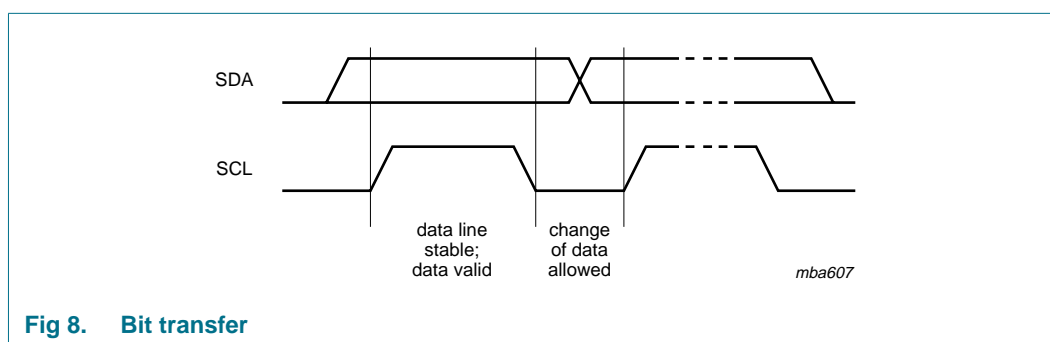 SDA
SCL
data line
stable;
data valid
change
of data
allowed
mba607
Fig 8. Bit transfer